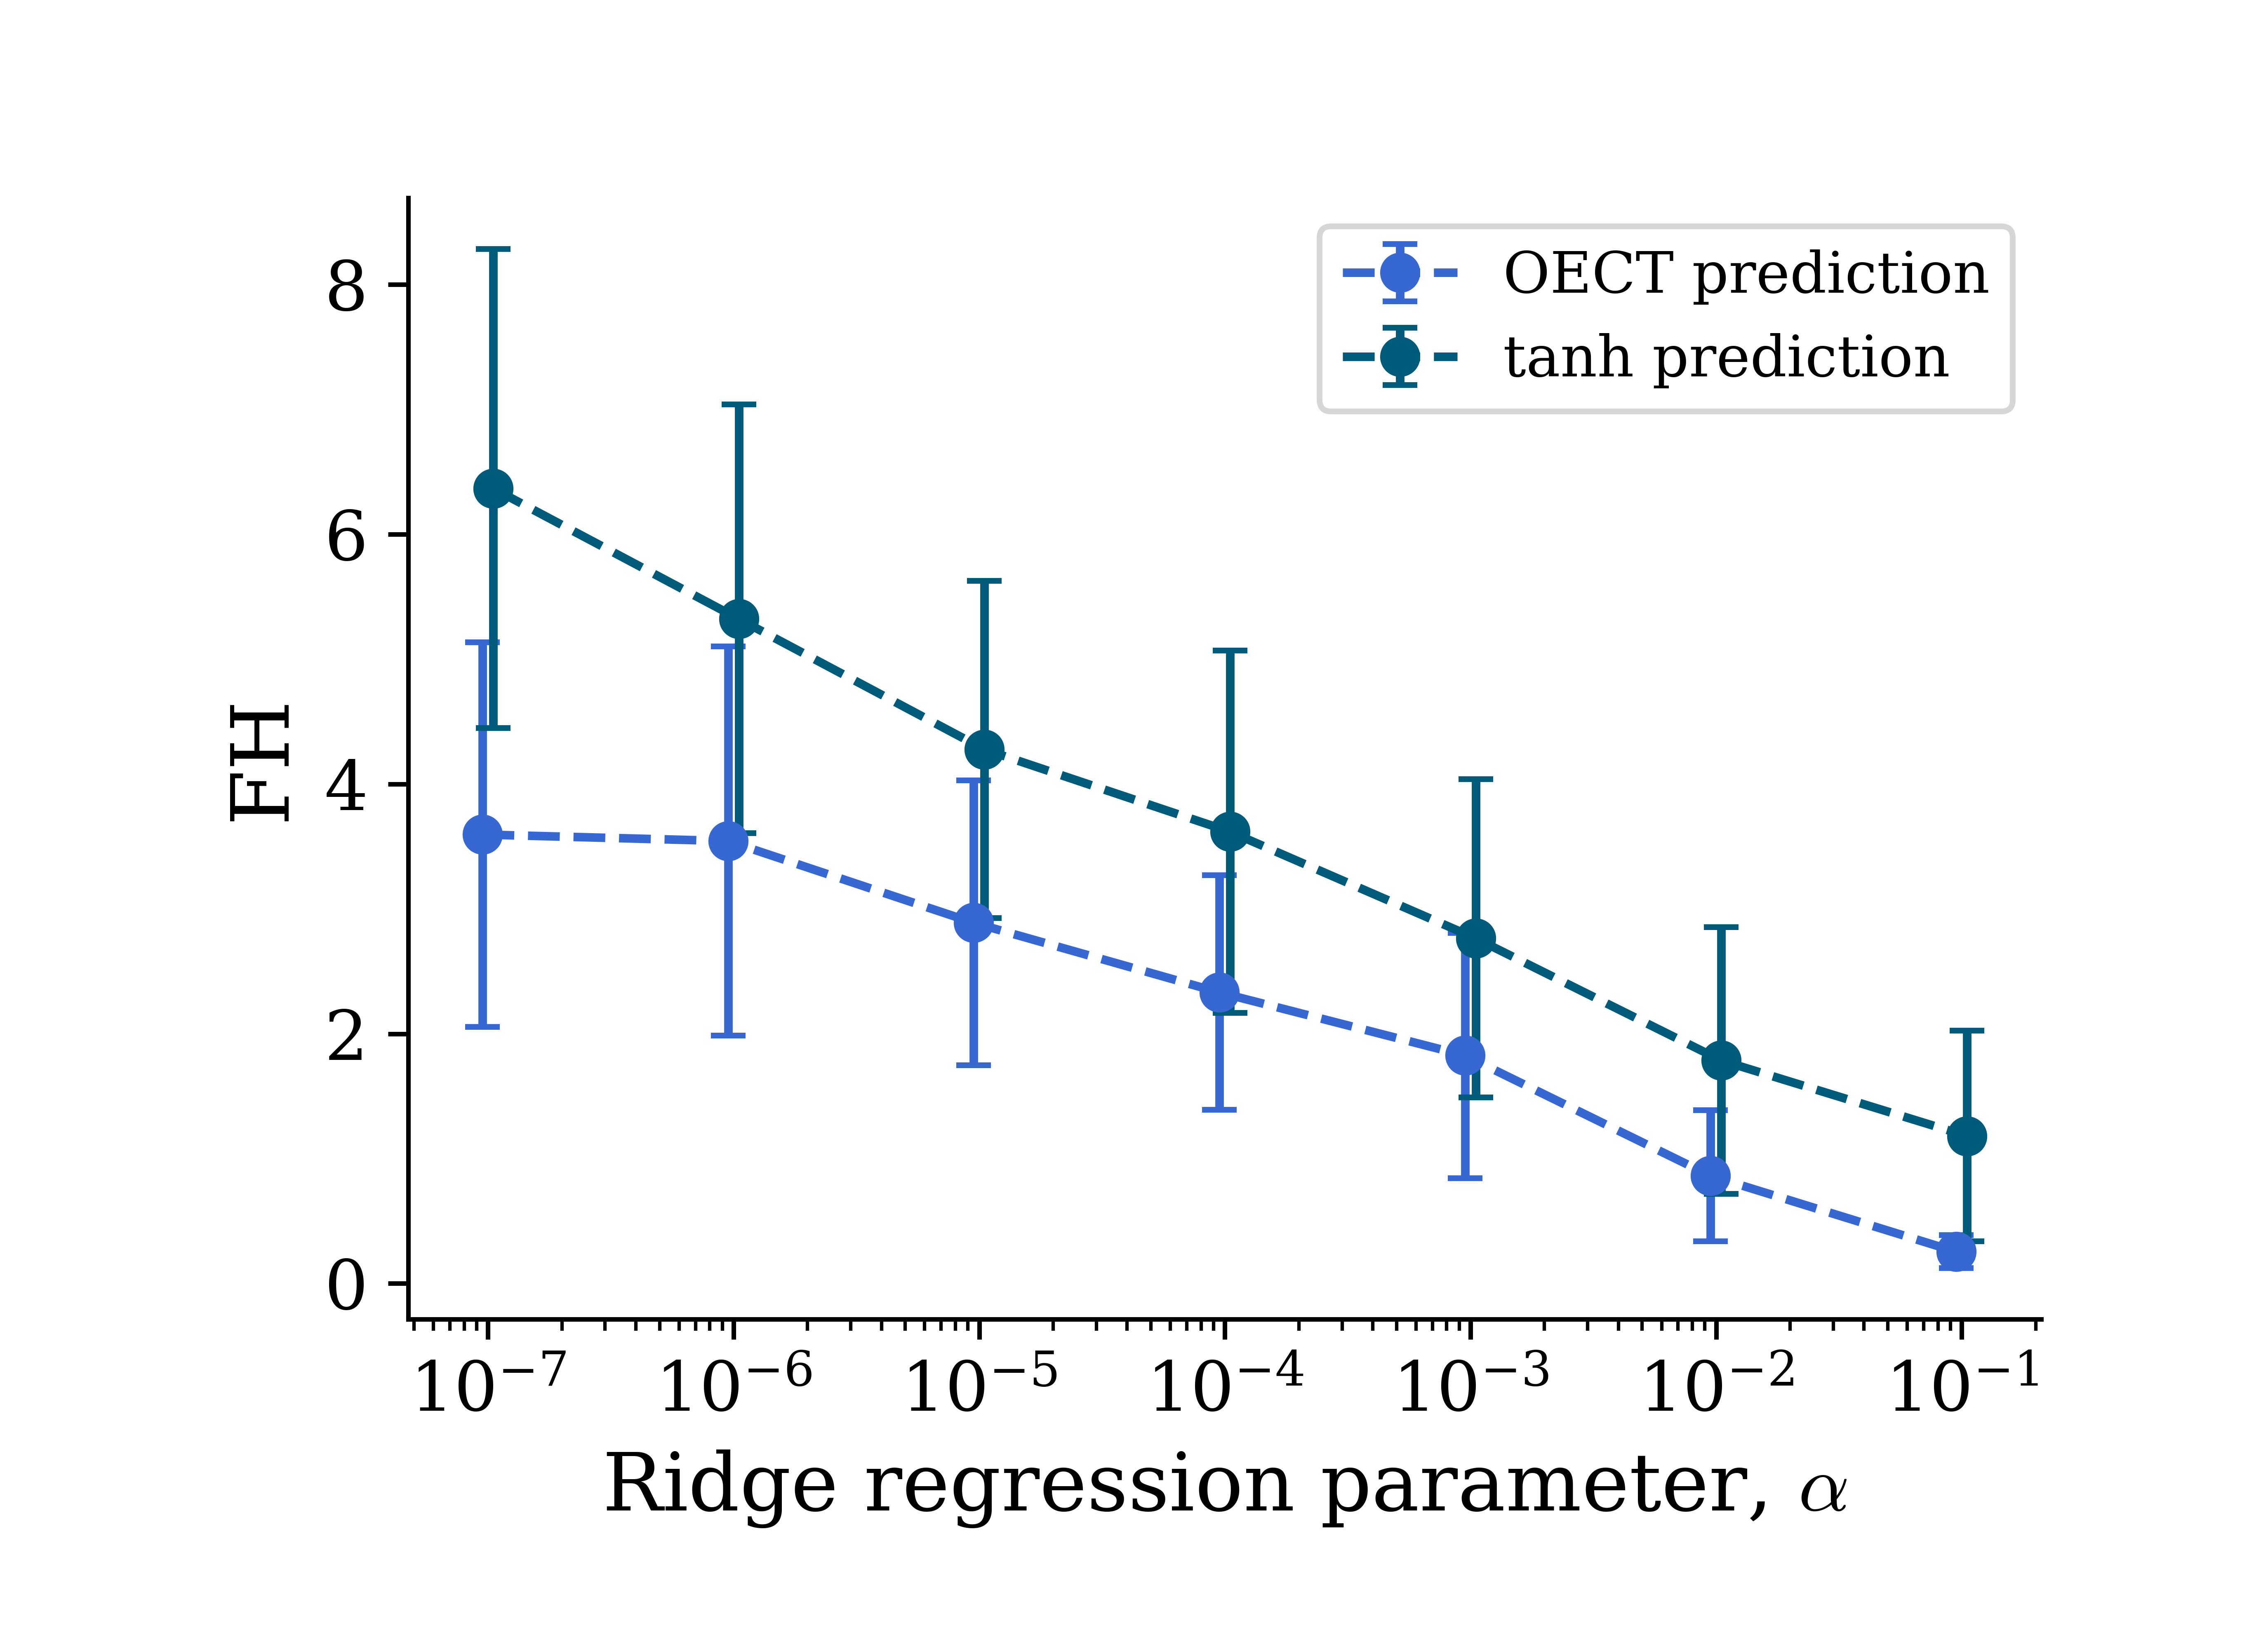 OECT prediction
tanh prediction
FH
8
6
4
2
0
10⁻⁷ 10⁻⁶ 10⁻⁵ 10⁻⁴ 10⁻³ 10⁻² 10⁻¹
Ridge regression parameter, α